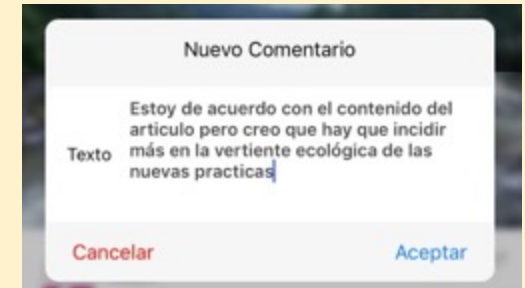 Nuevo Comentario
Estoy de acuerdo con el contenido del
articulo pero creo que hay que incidir
Texto más en la vertiente ecológica de las
nuevas practicas
Cancelar Aceptar